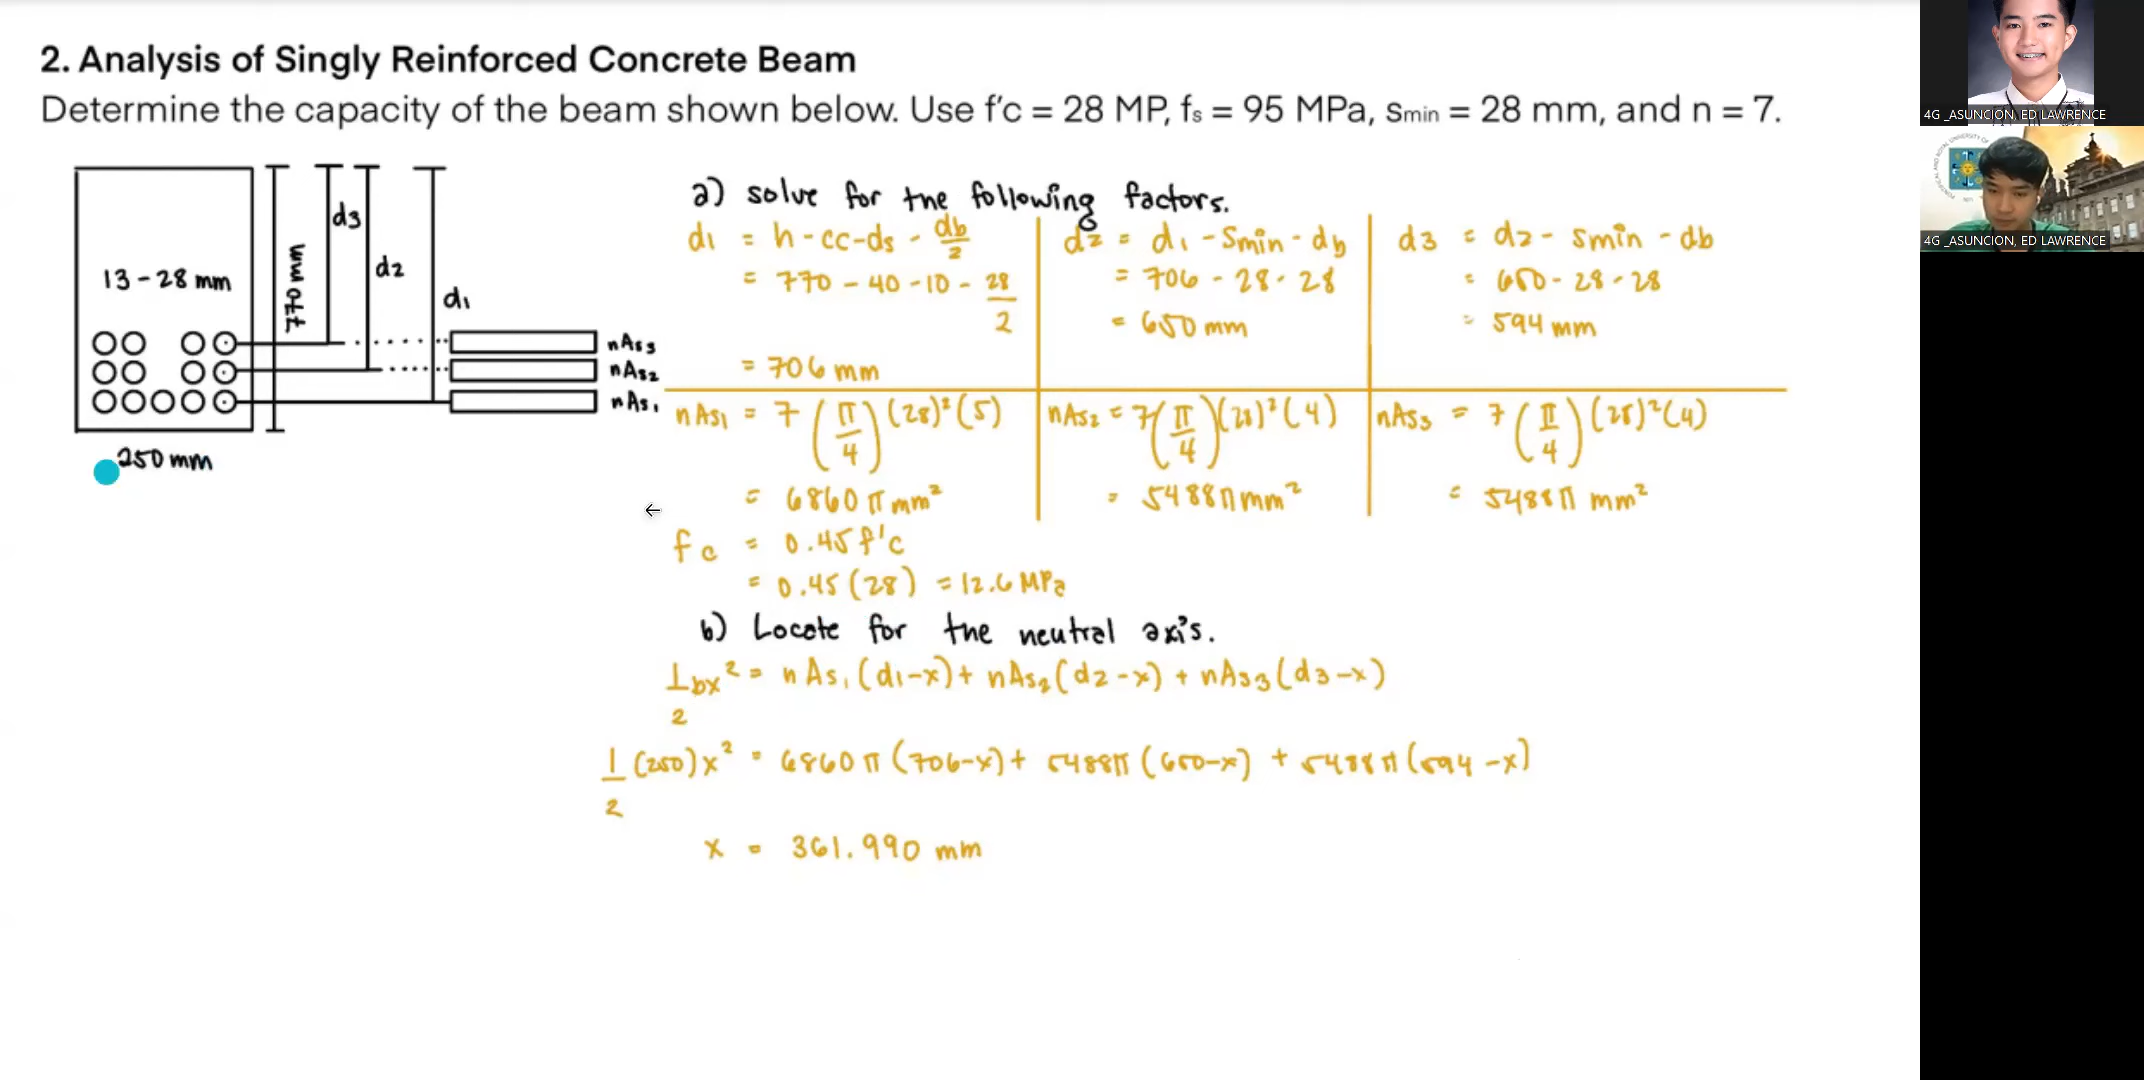 2. Analysis of Singly Reinforced Concrete Beam
Determine the capacity of the beam shown below. Use f'c = 28 MP, fs = 95 MPa, smin = 28 mm, and n = 7.
13-28 mm
770 mm
d3
d2
d1
nAs3
nAs2
nAs1
250 mm
a) solve for the following factors.
d1 = h - cc - ds - db/2
= 770 - 40 - 10 - 28/2
= 706 mm
d2 = d1 - Smin - db
= 706 - 28 - 28
= 650 mm
d3 = d2 - Smin - db
= 650 - 28 - 28
= 594 mm
nAs1 = 7 (π/4) (28)² (5)
= 6860 π mm²
nAs2 = 7 (π/4) (28)² (4)
= 5488 π mm²
nAs3 = 7 (π/4) (28)² (4)
= 5488 π mm²
fc = 0.45 f'c
= 0.45 (28) = 12.6 MPa
b) Locate for the neutral axis.
1/2 bx² = nAs1 (d1-x) + nAs2 (d2-x) + nAs3 (d3-x)
1/2 (250) x² = 6860 π (706-x) + 5488 π (650-x) + 5488 π (594-x)
x = 361.990 mm
4G _ASUNCION, ED LAWRENCE
4G _ASUNCION, ED LAWRENCE